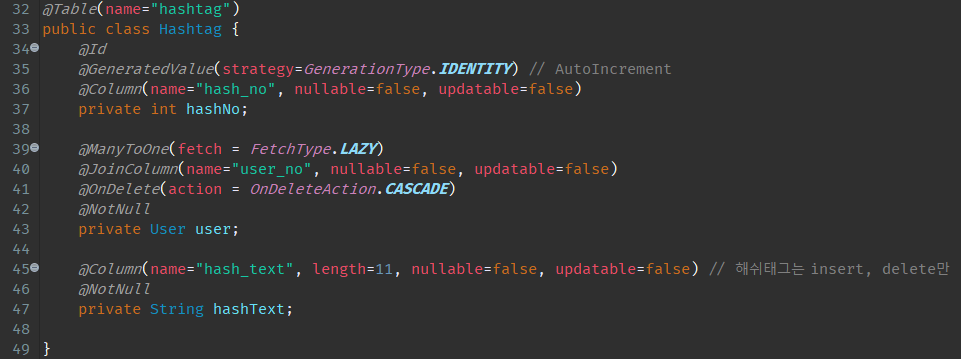 32 @Table(name="hashtag")
33 public class Hashtag {
34     @Id
35     @GeneratedValue(strategy=GenerationType.IDENTITY) // AutoIncrement
36     @Column(name="hash_no", nullable=false, updatable=false)
37     private int hashNo;
38
39     @ManyToOne(fetch = FetchType.LAZY)
40     @JoinColumn(name="user_no", nullable=false, updatable=false)
41     @OnDelete(action = OnDeleteAction.CASCADE)
42     @NotNull
43     private User user;
44
45     @Column(name="hash_text", length=11, nullable=false, updatable=false) // 해쉬태그는 insert, delete만
46     @NotNull
47     private String hashText;
48
49 }